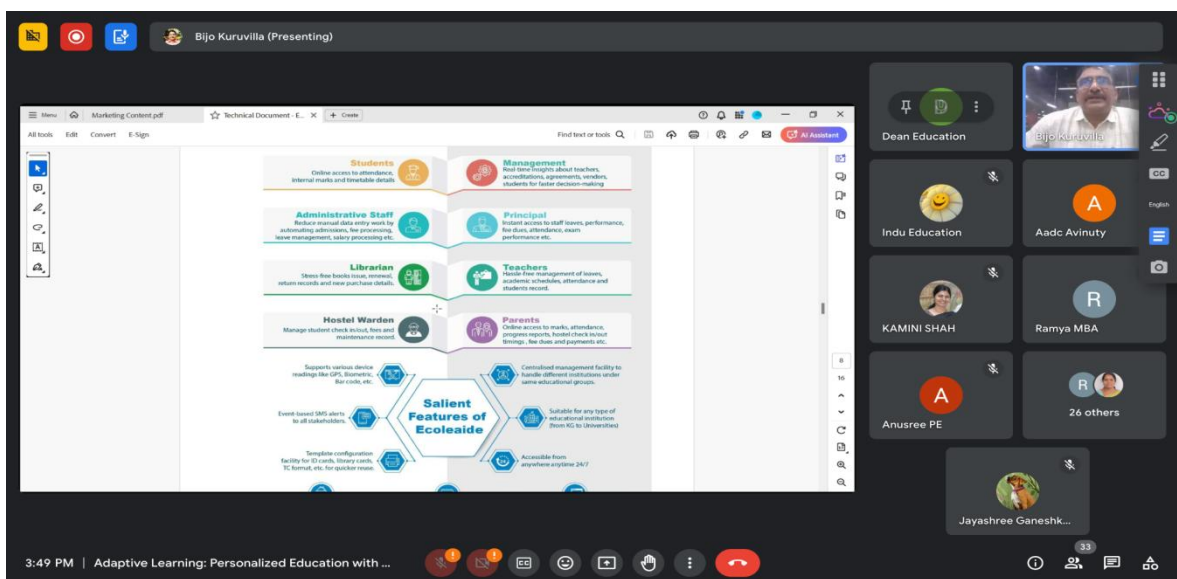 Bijo Kuruvilla (Presenting)
Menu
Marketing Content.pdf
Technical Document - E...
+ Create
All tools Edit Convert E-Sign
Find text or tools
AI Assistant
Students
Online access to attendance,
internal marks and timetable details
Management
Real time insights about teachers,
accreditations, agreements, vendors,
students for faster decision-making
Administrative Staff
Reduce manual data entry work by
automating admissions, fee processing,
leave management, salary processing etc.
Principal
Instant access to staff leaves, performance,
fee dues, attendance, exam
performance etc.
Librarian
Stress-free books issue, renewal,
return records and new purchase details.
Teachers
Hassle-free management of leaves,
academic schedules, attendance and
students record.
Hostel Warden
Manage student check in/out, fees and
maintenance record.
Parents
Online access to marks, attendance,
progress reports, hostel check in/out
timings , fee dues and payments etc.
Supports various device
readings like GPS, Biometric,
Bar code, etc.
Centralised management facility to
handle different institutions under
same educational groups.
Salient
Features of
Ecoleaide
Event-based SMS alerts
to all stakeholders.
Suitable for any type of
educational institution
(from KG to Universities)
Template configuration
facility for ID cards, library cards,
TC format, etc. for quicker reuse.
Accessible from
anywhere anytime 24/7
8
16
D
Dean Education
Bijo Kuruvilla
Indu Education
A
Aadc Avinuty
CC
English
KAMINI SHAH
R
Ramya MBA
A
Anusree PE
R
26 others
Jayashree Ganeshk...
3:49 PM | Adaptive Learning: Personalized Education with ...
CC
33